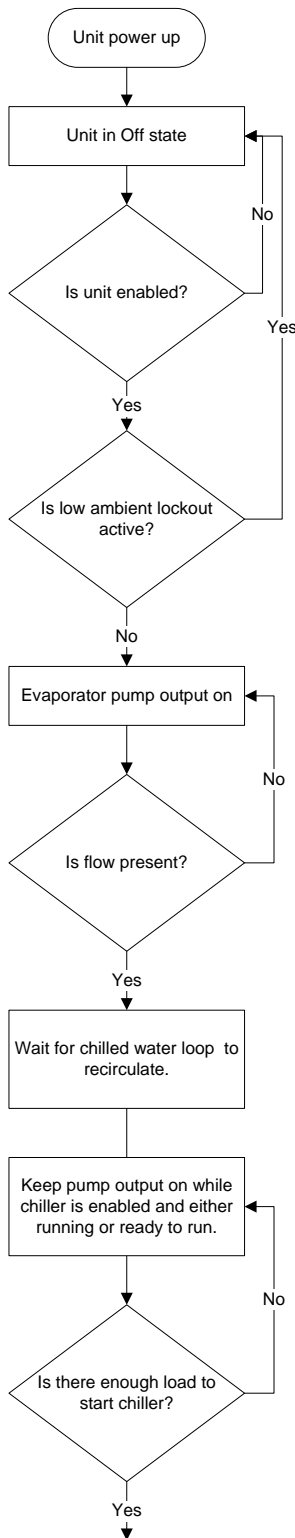 Unit power up
Unit in Off state
No
Is unit enabled?
Yes
Yes
Is low ambient lockout
active?
No
Evaporator pump output on
No
Is flow present?
Yes
Wait for chilled water loop  to
recirculate.
Keep pump output on while
chiller is enabled and either
running or ready to run.
No
Is there enough load to
start chiller?
Yes